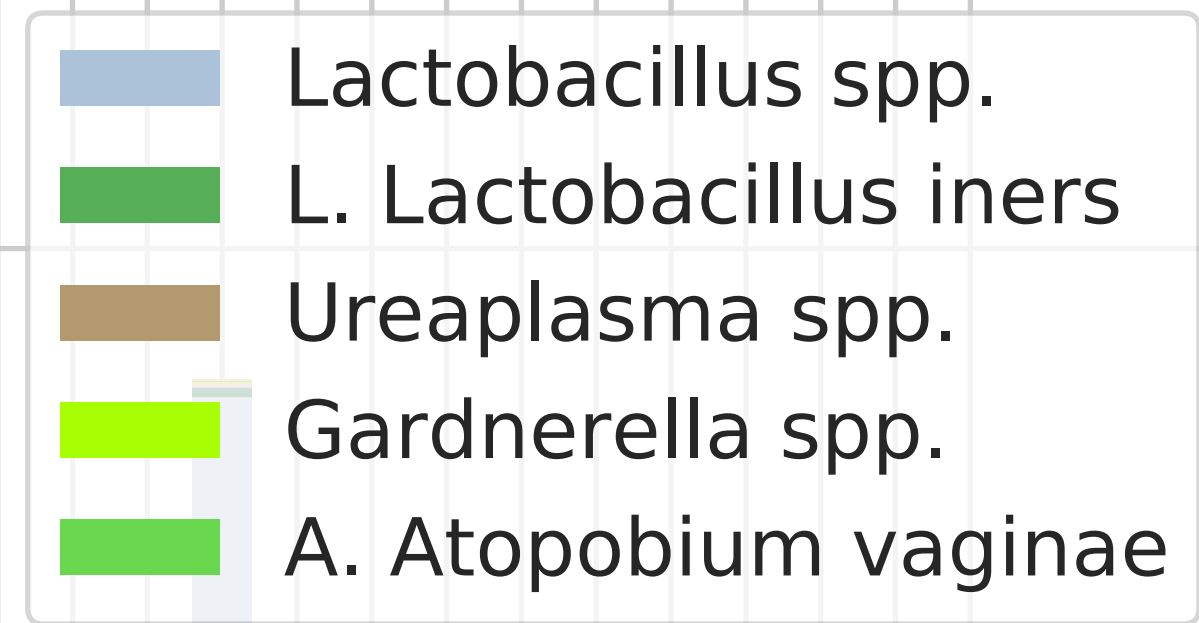 Lactobacillus spp.
L. Lactobacillus iners
Ureaplasma spp.
Gardnerella spp.
A. Atopobium vaginae